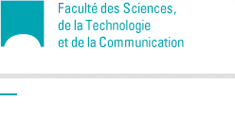 Faculté des Sciences,
de la Technologie
et de la Communication